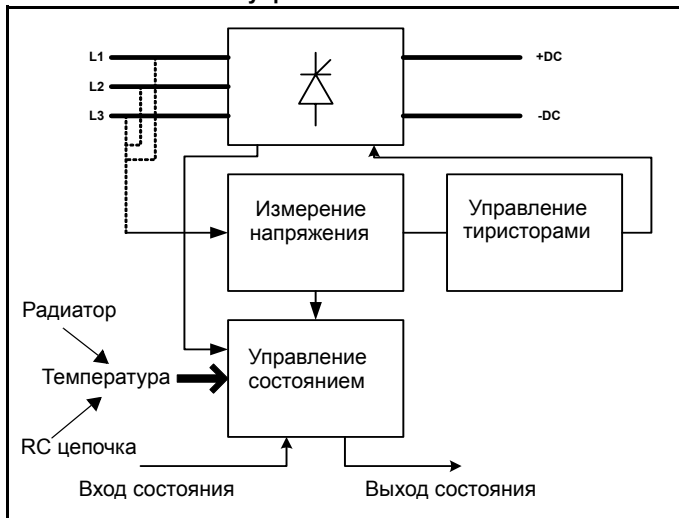 L1
+DC
L2
L3
-DC
Измерение
напряжения
Управление
тиристорами
Радиатор
Температура
RC цепочка
Управление
состоянием
Вход состояния
Выход состояния